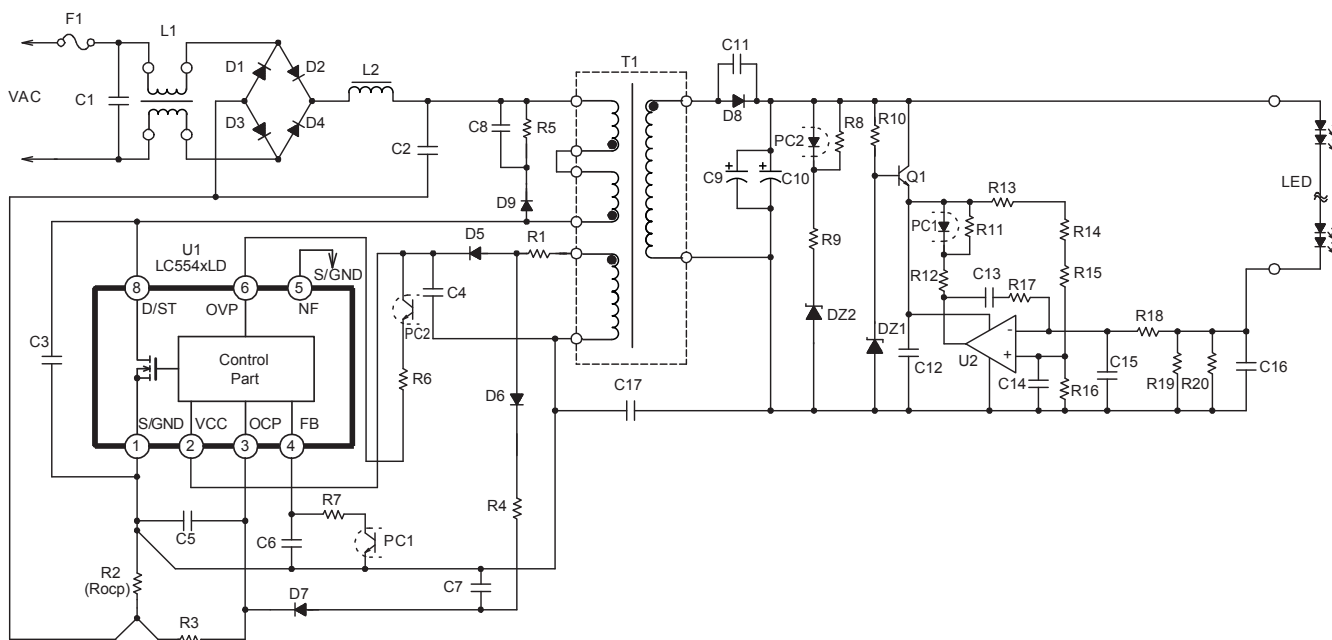 F1
L1
T1
C11
VAC
C1
D1
D2
D3
D4
L2
C8
R5
C2
D8
PC2
R8
R10
C9
C10
Q1
R13
LED
D9
U1
LC554xLD
S/GND
D5
R1
PC1
R11
R14
R9
R12
C13
R17
R15
8
6
5
D/ST
OVP
NF
PC2
C4
DZ2
DZ1
R18
C3
Control
Part
C12
U2
-
+
C14
C15
R19
R20
C16
R6
D6
C17
R16
S/GND
VCC
OCP
FB
1
2
3
4
R7
R4
C5
C6
PC1
R2
(Rocp)
D7
C7
R3
+
+